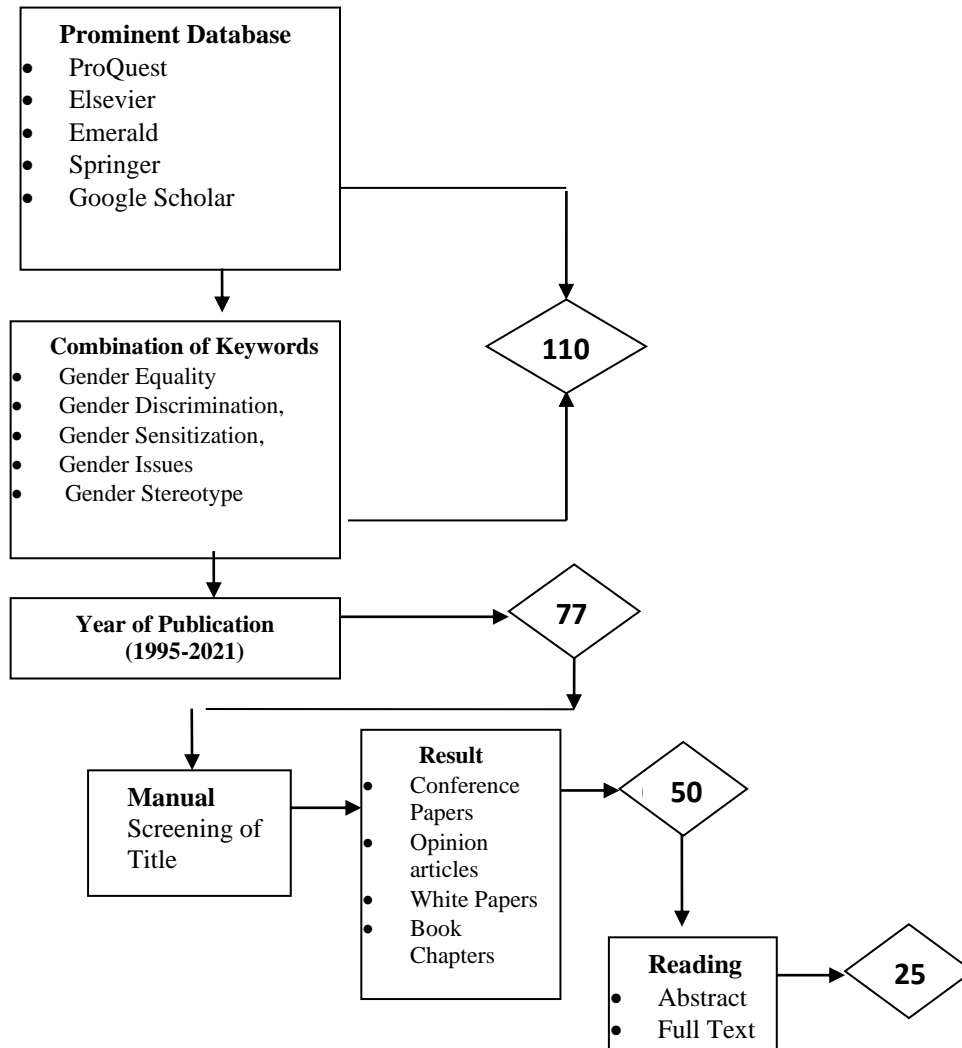 Prominent Database
• ProQuest
• Elsevier
• Emerald
• Springer
• Google Scholar
110
Combination of Keywords
• Gender Equality
• Gender Discrimination,
• Gender Sensitization,
• Gender Issues
• Gender Stereotype
Year of Publication
(1995-2021)
77
Manual
Screening of
Title
Result
• Conference
Papers
• Opinion
articles
• White Papers
• Book
Chapters
50
Reading
• Abstract
• Full Text
25